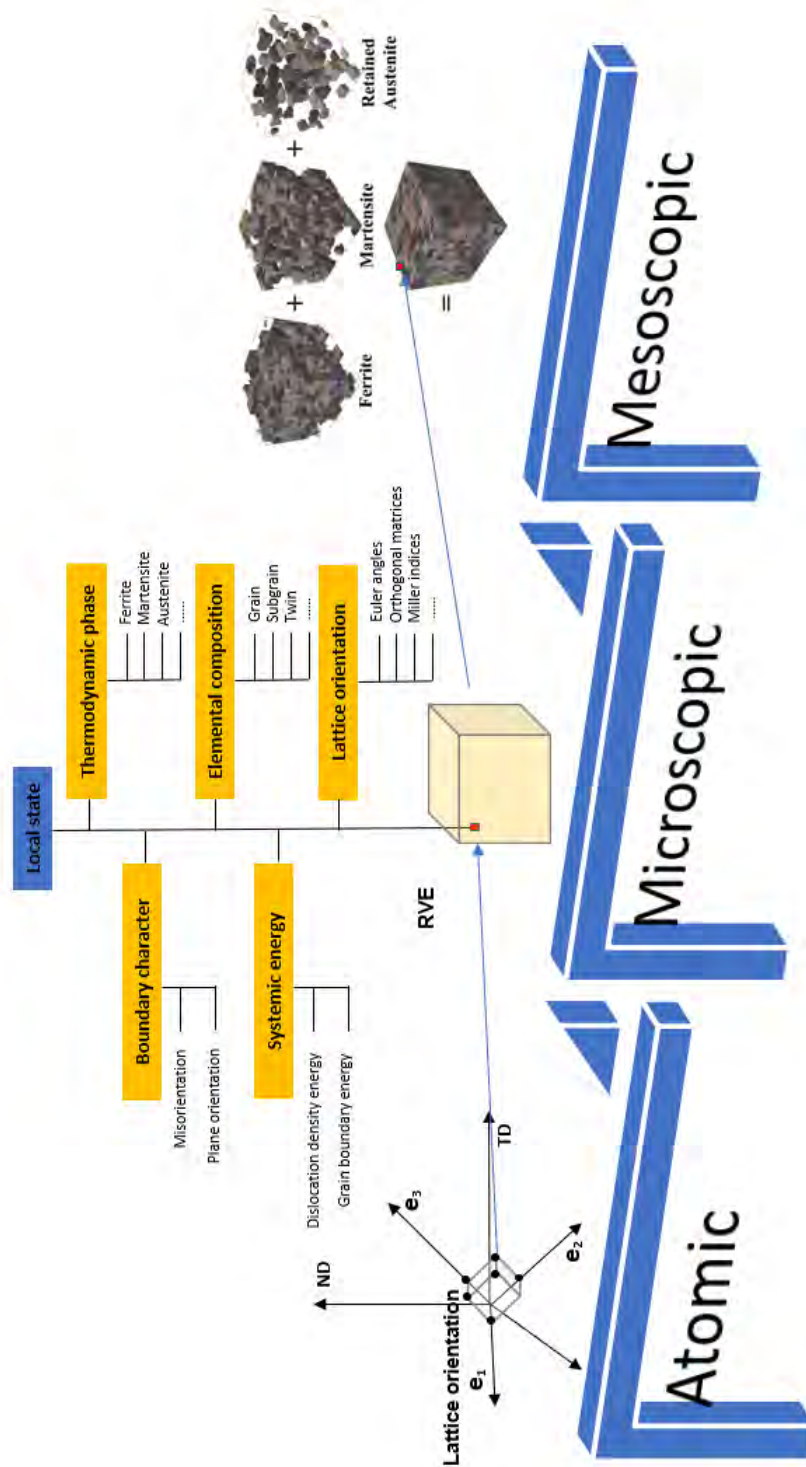 Local state
Thermodynamic phase
Ferrite
Martensite
Austenite
......
Boundary character
Misorientation
Plane orientation
Elemental composition
Grain
Subgrain
Twin
......
Systemic energy
Dislocation density energy
Grain boundary energy
Lattice orientation
Euler angles
Orthogonal matrices
Miller indices
......
ND
e3
TD
e2
e1
Lattice orientation
RVE
+
+
Ferrite
Martensite
Retained
Austenite
=
Atomic
Microscopic
Mesoscopic